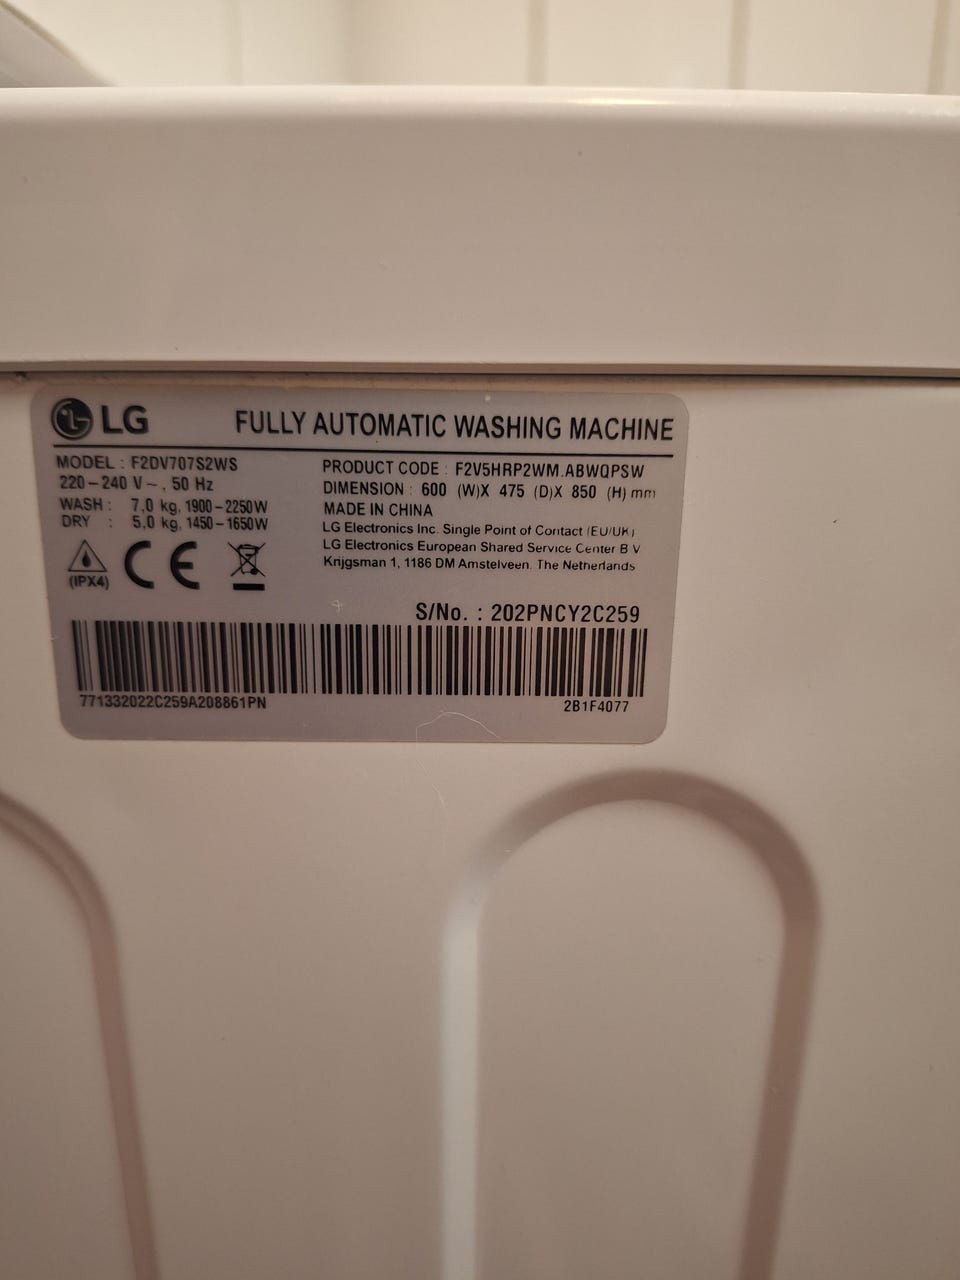 LG FULLY AUTOMATIC WASHING MACHINE
MODEL : F2DV707S2WS
220-240 V~, 50 Hz
WASH : 7,0 kg, 1900-2250W
DRY : 5,0 kg, 1450-1650W
(IPX4)
PRODUCT CODE : F2V5HRP2WM.ABWQPSW
DIMENSION : 600 (W)X 475 (D)X 850 (H) mm
MADE IN CHINA
LG Electronics Inc. Single Point of Contact (EU/UK)
LG Electronics European Shared Service Center B V
Krijgsman 1, 1186 DM Amstelveen. The Netherlands
CE
S/No. : 202PNCY2C259
771332022C259A208861PN 2B1F4077